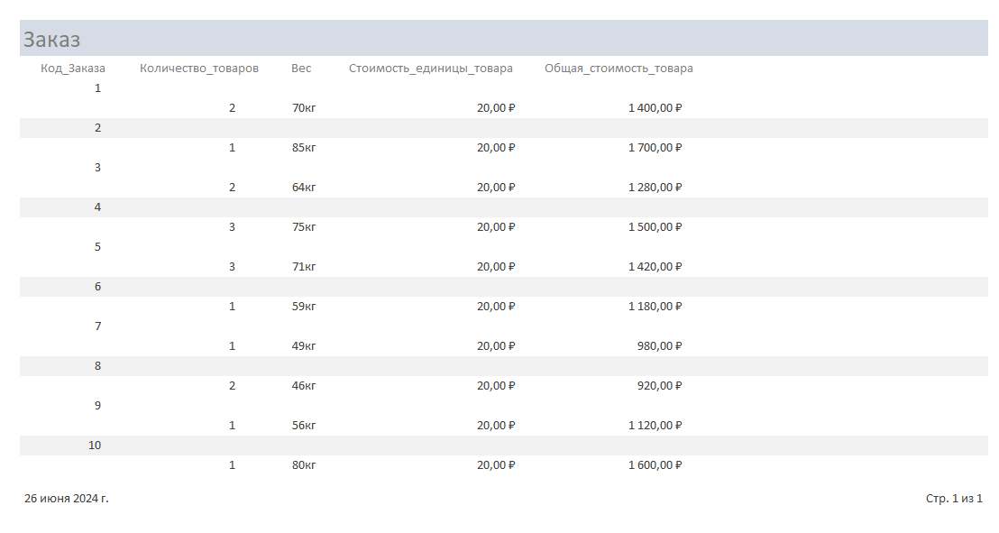 Заказ
Код_Заказа Количество_товаров Вес Стоимость_единицы_товара Общая_стоимость_товара
1
2 70кг 20,00 ₽ 1 400,00 ₽
2
1 85кг 20,00 ₽ 1 700,00 ₽
3
2 64кг 20,00 ₽ 1 280,00 ₽
4
3 75кг 20,00 ₽ 1 500,00 ₽
5
3 71кг 20,00 ₽ 1 420,00 ₽
6
1 59кг 20,00 ₽ 1 180,00 ₽
7
1 49кг 20,00 ₽ 980,00 ₽
8
2 46кг 20,00 ₽ 920,00 ₽
9
1 56кг 20,00 ₽ 1 120,00 ₽
10
1 80кг 20,00 ₽ 1 600,00 ₽
26 июня 2024 г. Стр. 1 из 1